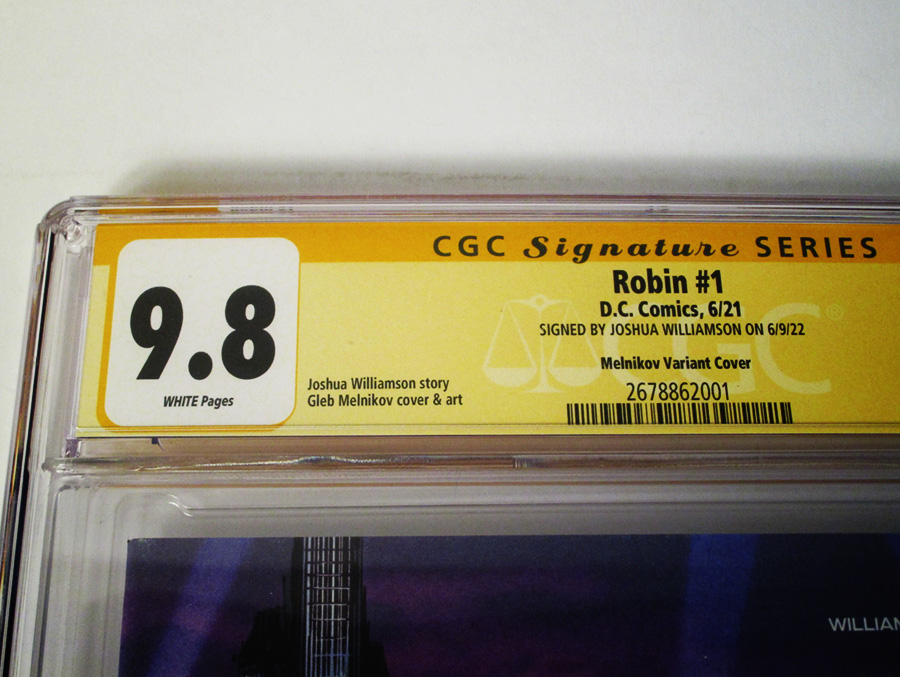 CGC Signature SERIES
Robin #1
D.C. Comics, 6/21
SIGNED BY JOSHUA WILLIAMSON ON 6/9/22
Melnikov Variant Cover
2678862001
9.8
WHITE Pages
Joshua Williamson story
Gleb Melnikov cover & art
CGC®